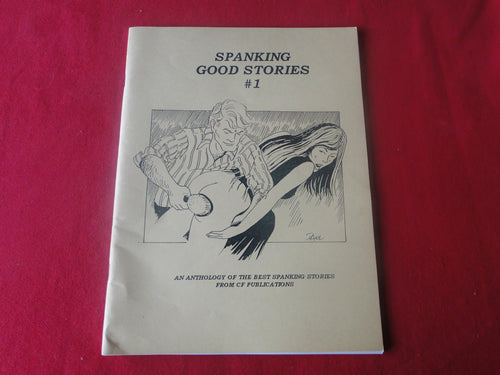 SPANKING
GOOD STORIES
#1
AN ANTHOLOGY OF THE BEST SPANKING STORIES
FROM CF PUBLICATIONS